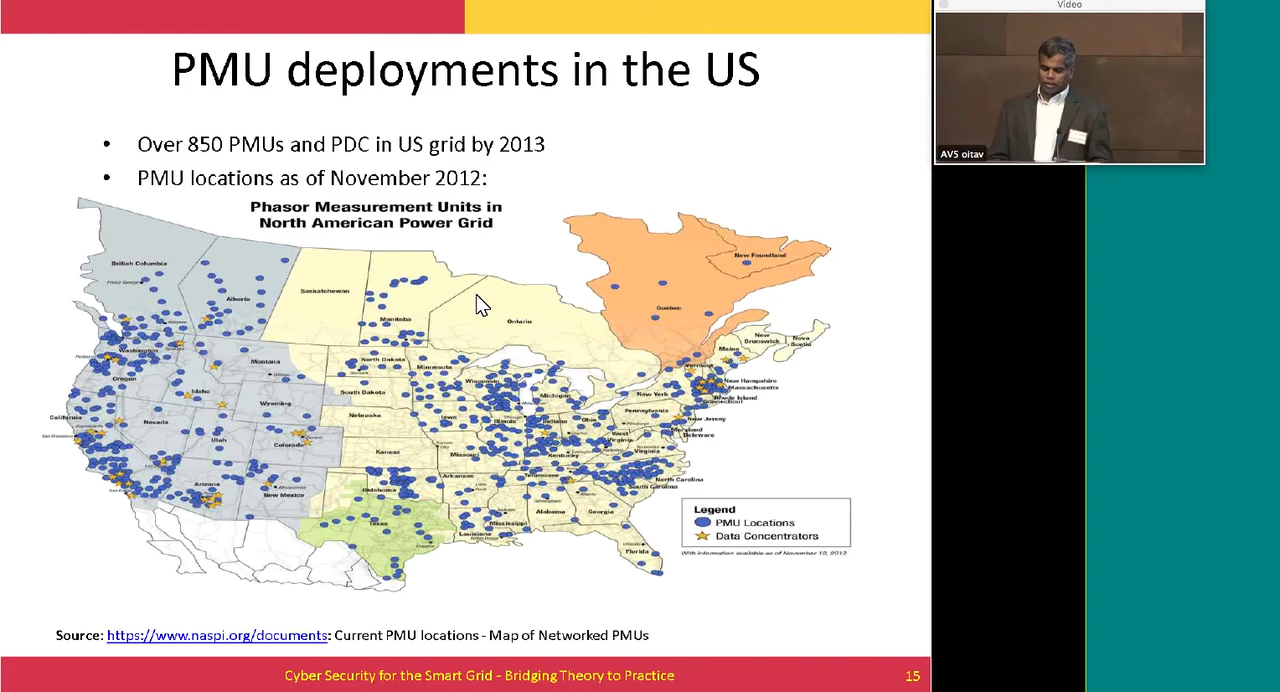 Video
PMU deployments in the US
• Over 850 PMUs and PDC in US grid by 2013
• PMU locations as of November 2012:
Phasor Measurement Units in
North American Power Grid
AV5 oitav
British Columbia
Prince George
Alberta
Saskatchewan
Manitoba
Ontario
Quebec
New Foundland
New
Brunswick
Nova
Scotia
Maine
Vermont
New Hampshire
Massachusetts
Rhode Island
Connecticut
New York
Pennsylvania
New Jersey
Maryland
Delaware
Washington
Oregon
Idaho
Montana
Wyoming
North Dakota
South Dakota
Minnesota
Wisconsin
Michigan
California
Nevada
Utah
Colorado
Nebraska
Iowa
Illinois
Indiana
Ohio
West
Virginia
Virginia
Kansas
Missouri
Kentucky
Arizona
New Mexico
Oklahoma
Arkansas
Tennessee
North Carolina
South Carolina
Texas
Louisiana
Mississippi
Alabama
Georgia
Florida
Legend
PMU Locations
Data Concentrators
With information available as of November 12, 2012
Source: https://www.naspi.org/documents: Current PMU locations - Map of Networked PMUs
Cyber Security for the Smart Grid - Bridging Theory to Practice
15